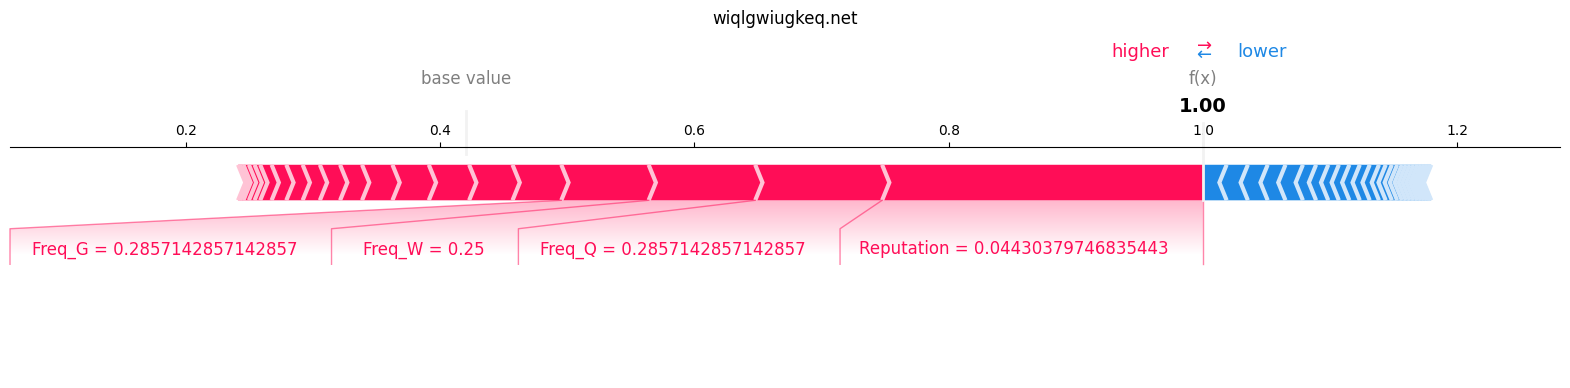 wiqlgwiugkeq.net
higher → ← lower
base value
f(x)
1.00
0.2 0.4 0.6 0.8 1.0 1.2
Freq_G = 0.2857142857142857 Freq_W = 0.25 Freq_Q = 0.2857142857142857 Reputation = 0.04430379746835443